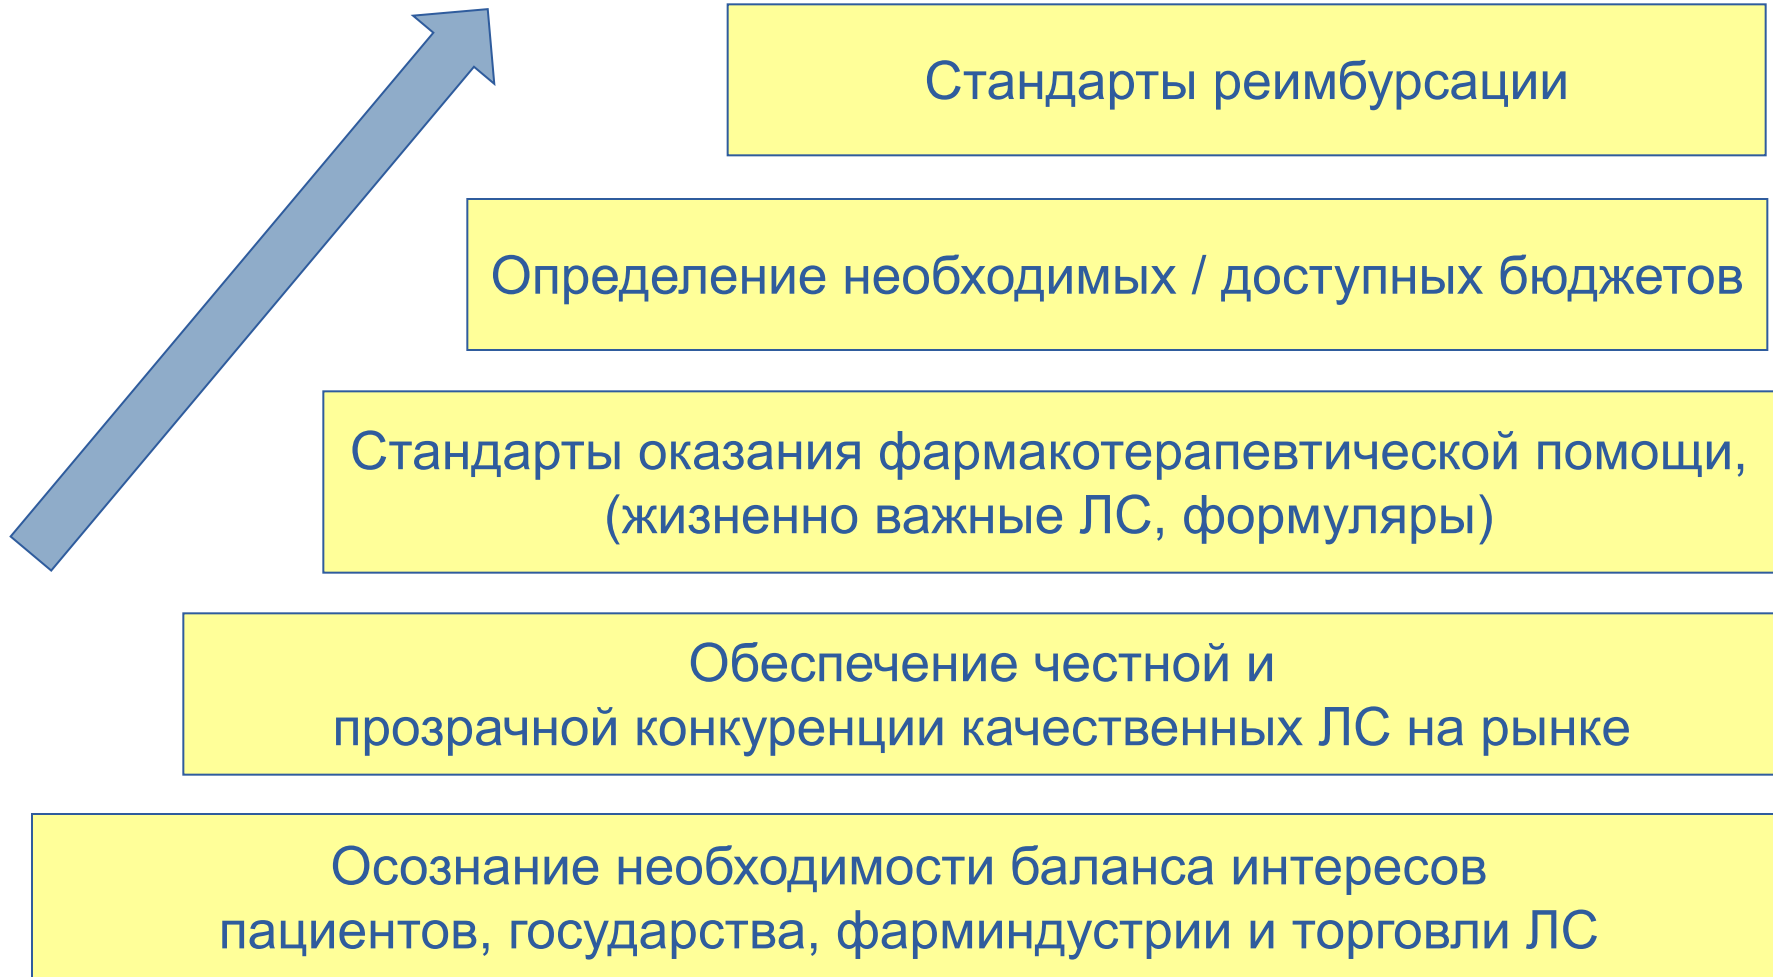 Стандарты реимбурсации
Определение необходимых / доступных бюджетов
Стандарты оказания фармакотерапевтической помощи,
(жизненно важные ЛС, формуляры)
Обеспечение честной и
прозрачной конкуренции качественных ЛС на рынке
Осознание необходимости баланса интересов
пациентов, государства, фарминдустрии и торговли ЛС